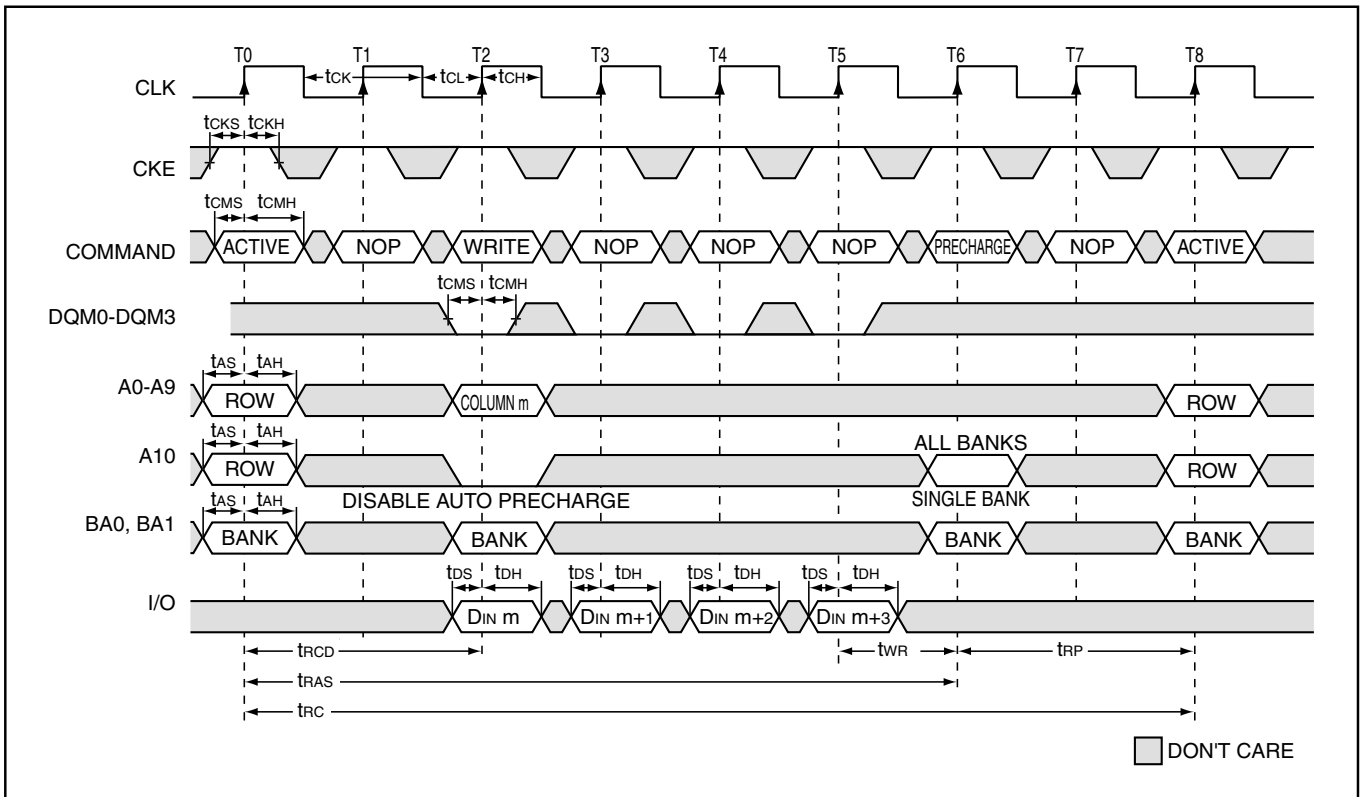 T0 T1 T2 T3 T4 T5 T6 T7 T8
CLK tCK tCL tCH
tCKS tCKH
CKE
tCMS tCMH
COMMAND ACTIVE NOP WRITE NOP NOP NOP PRECHARGE NOP ACTIVE
tCMS tCMH
DQM0-DQM3
tAS tAH
A0-A9 ROW COLUMN m ROW
tAS tAH ALL BANKS
A10 ROW ROW
tAS tAH DISABLE AUTO PRECHARGE SINGLE BANK
BA0, BA1 BANK BANK BANK BANK
tDS tDH tDS tDH tDS tDH tDS tDH
I/O DIN m DIN m+1 DIN m+2 DIN m+3
tRCD tWR tRP
tRAS
tRC
DON'T CARE